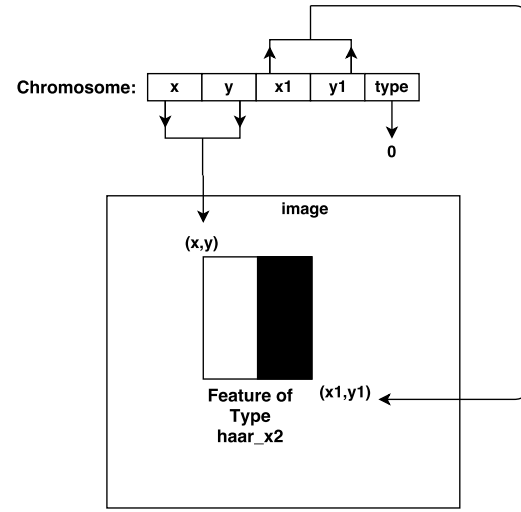 Chromosome: x y x1 y1 type
0
image
(x,y)
(x1,y1)
Feature of
Type
haar_x2